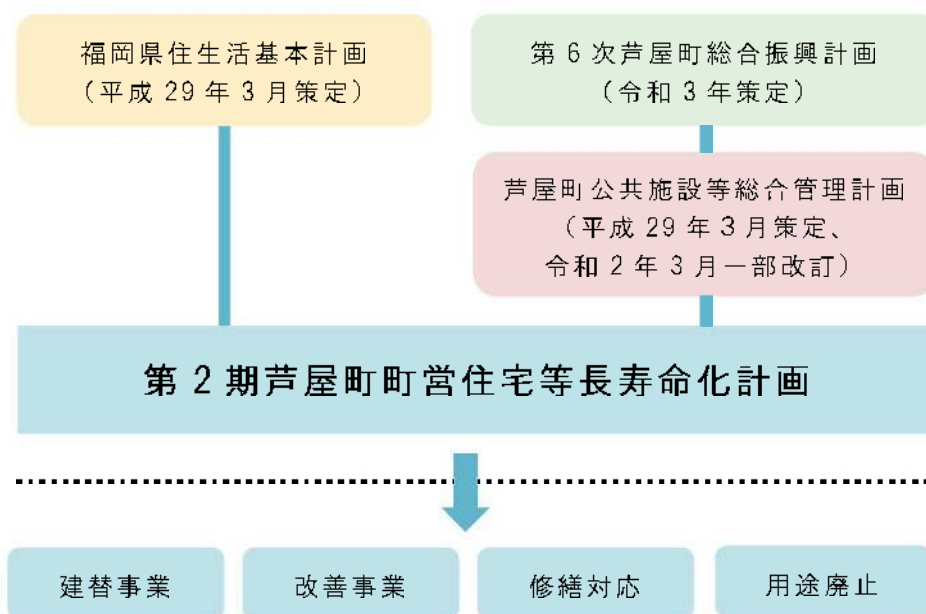 福岡県住生活基本計画
（平成 29 年 3 月策定）
第 6 次芦屋町総合振興計画
（令和 3 年策定）
芦屋町公共施設等総合管理計画
（平成 29 年 3 月策定、
令和 2 年 3 月一部改訂）
第 2 期芦屋町町営住宅等長寿命化計画
建替事業
改善事業
修繕対応
用途廃止